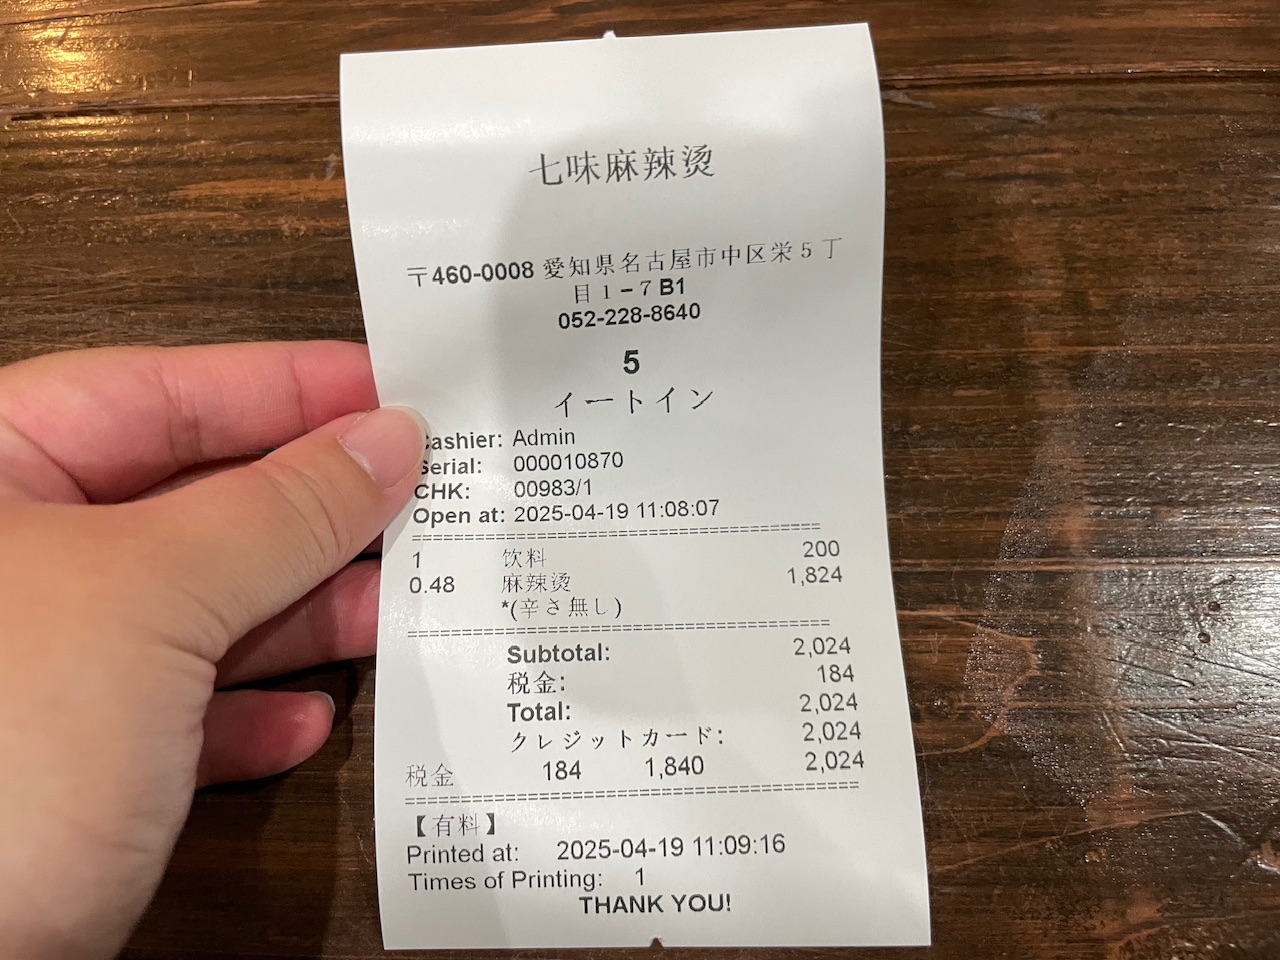 七味麻辣烫
〒460-0008 愛知県名古屋市中区栄５丁
目１−７B1
052-228-8640
5
イートイン
Cashier: Admin
Serial: 000010870
CHK: 00983/1
Open at: 2025-04-19 11:08:07
1 饮料 200
0.48 麻辣烫 1,824
*(辛さ無し)
Subtotal: 2,024
税金: 184
Total: 2,024
クレジットカード: 2,024
税金 184 1,840 2,024
【有料】
Printed at: 2025-04-19 11:09:16
Times of Printing: 1
THANK YOU!